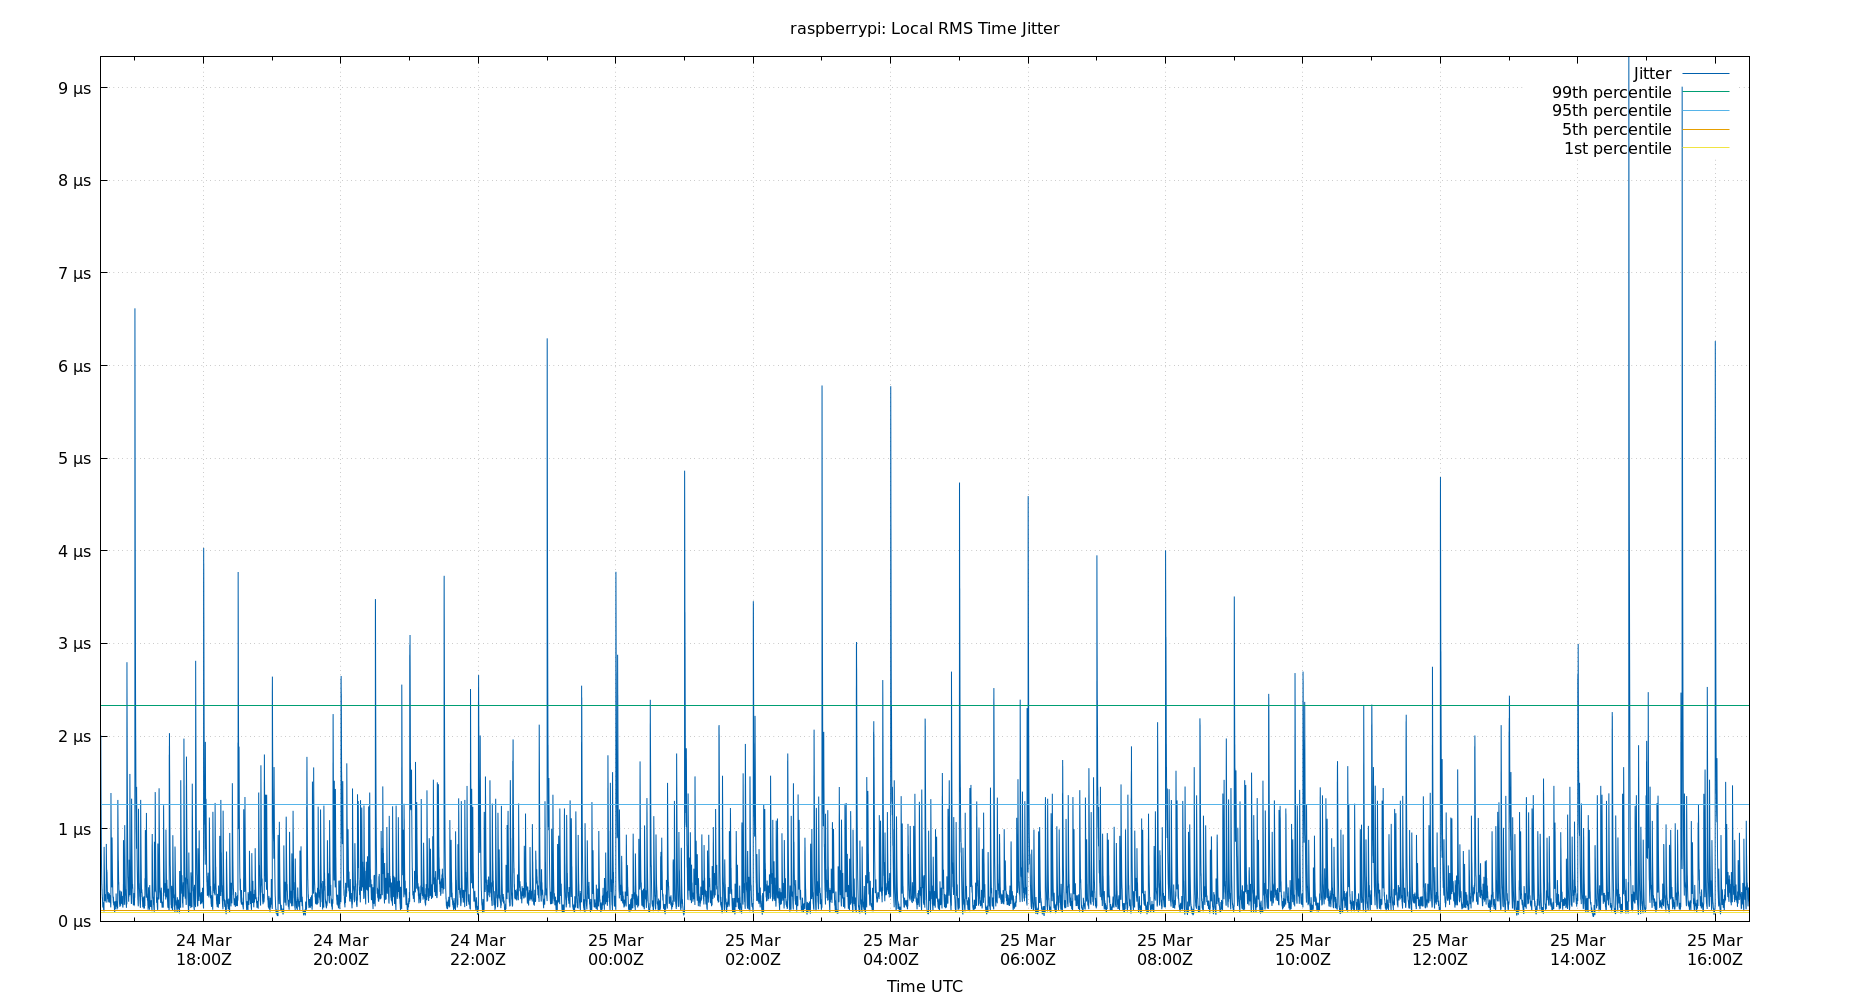 raspberrypi: Local RMS Time Jitter
Jitter
99th percentile
95th percentile
5th percentile
1st percentile
9 µs
8 µs
7 µs
6 µs
5 µs
4 µs
3 µs
2 µs
1 µs
0 µs
24 Mar 24 Mar 24 Mar 25 Mar 25 Mar 25 Mar 25 Mar 25 Mar 25 Mar 25 Mar 25 Mar 25 Mar
18:00Z 20:00Z 22:00Z 00:00Z 02:00Z 04:00Z 06:00Z 08:00Z 10:00Z 12:00Z 14:00Z 16:00Z
Time UTC